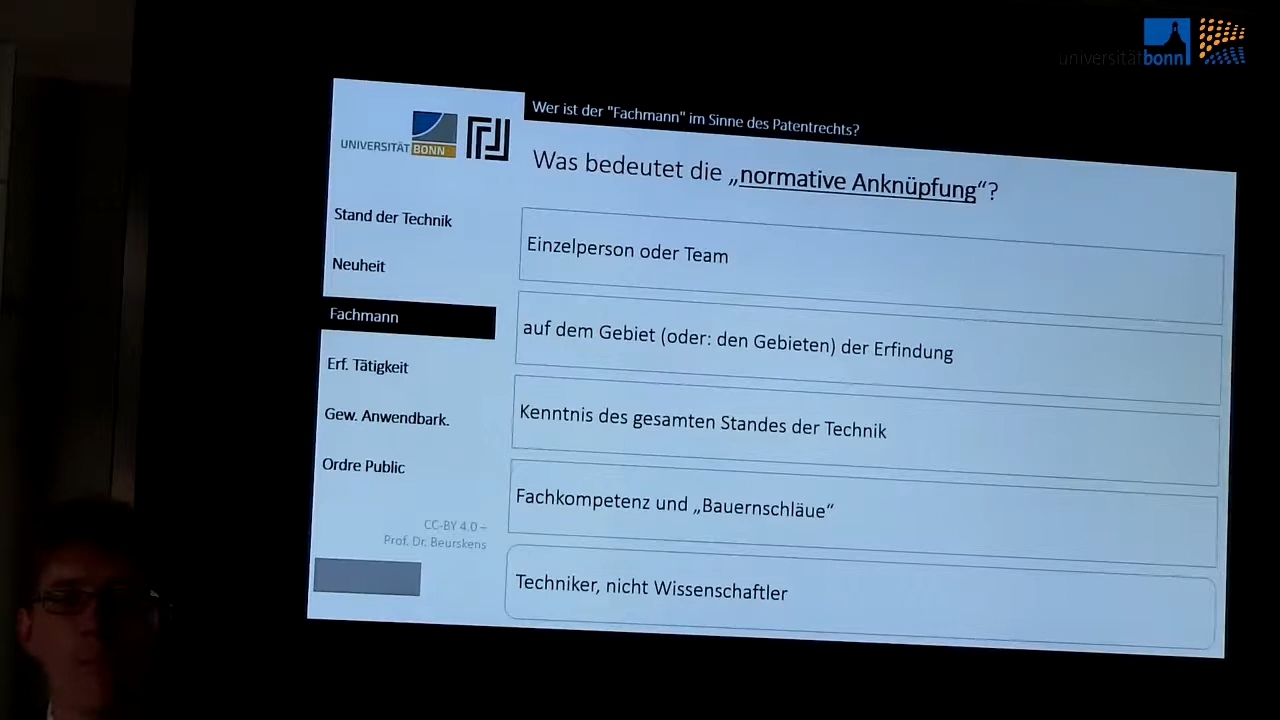 universitätbonn
Wer ist der "Fachmann" im Sinne des Patentrechts?
UNIVERSITÄT BONN
Was bedeutet die „normative Anknüpfung“?
Stand der Technik
Neuheit
Fachmann
Erf. Tätigkeit
Gew. Anwendbark.
Ordre Public
CC-BY 4.0 –
Prof. Dr. Beurskens
Einzelperson oder Team
auf dem Gebiet (oder: den Gebieten) der Erfindung
Kenntnis des gesamten Standes der Technik
Fachkompetenz und „Bauernschläue“
Techniker, nicht Wissenschaftler